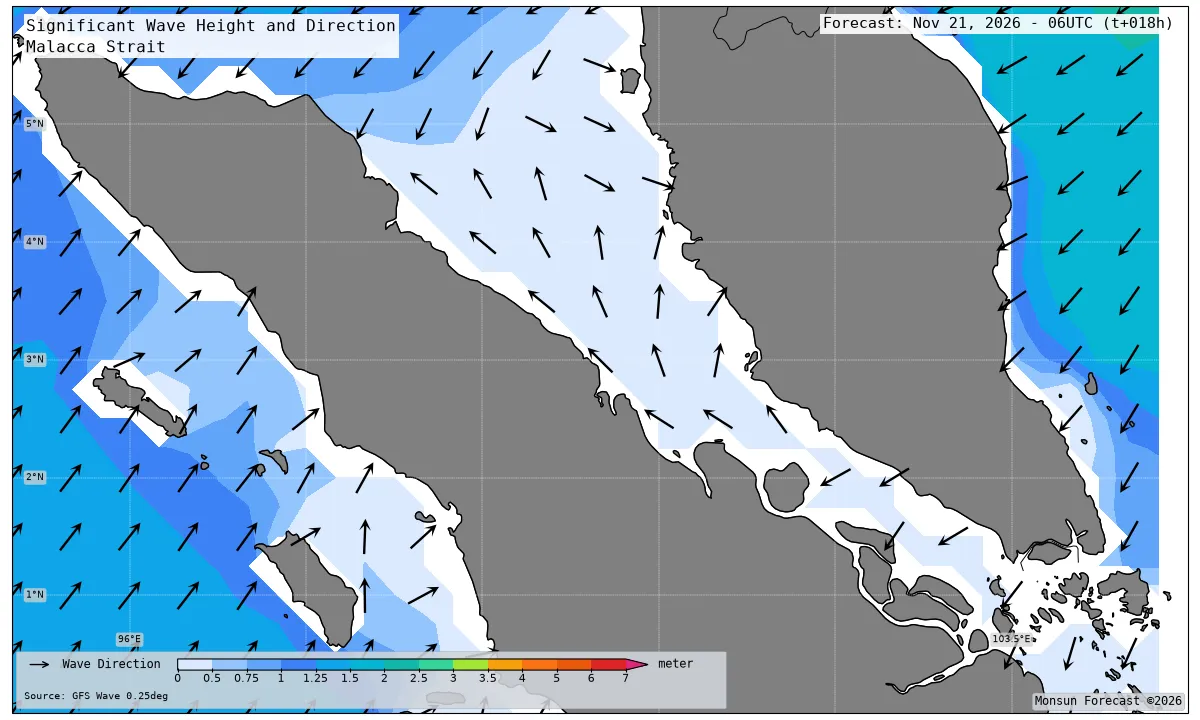 Significant Wave Height and Direction
Malacca Strait
Forecast: Nov 21, 2026 - 06UTC (t+018h)
5°N
4°N
3°N
2°N
1°N
96°E
103.5°E
Wave Direction
meter
0 0.5 0.75 1 1.25 1.5 2 2.5 3 3.5 4 5 6 7
Source: GFS Wave 0.25deg
Monsun Forecast ©2026